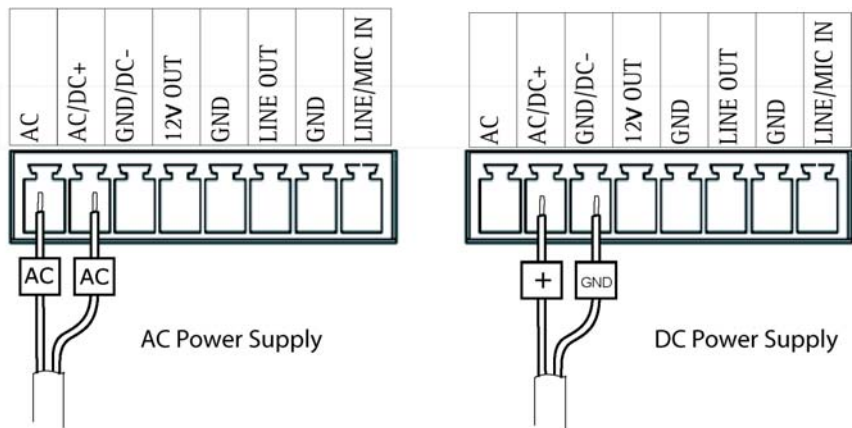 AC
AC/DC+
GND/DC-
12V OUT
GND
LINE OUT
GND
LINE/MIC IN
AC
AC
AC Power Supply
AC
AC/DC+
GND/DC-
12V OUT
GND
LINE OUT
GND
LINE/MIC IN
+
GND
DC Power Supply